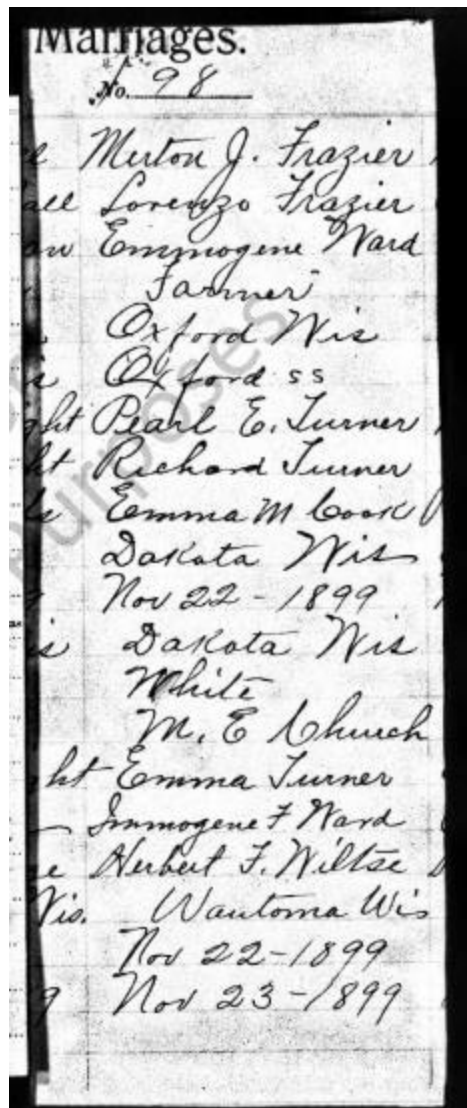 Marriages.
No. 98
Merton J. Frazier
Lorenzo Frazier
Emmogene Ward
Farmer
Oxford Wis
Oxford ss
Pearl E. Turner
Richard Turner
Emma M Cook
Dakota Wis
Nov 22-1899
Dakota Wis
White
M. E Church
Emma Turner
Immogene F Ward
Herbert F. Wiltse
Wautoma Wis
Nov 22-1899
Nov 23-1899